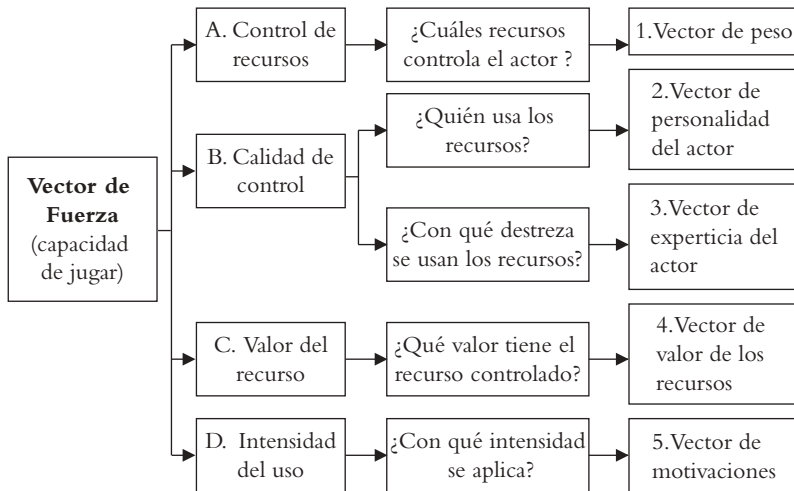 Vector de
Fuerza
(capacidad
de jugar)
A. Control de
recursos
¿Cuáles recursos
controla el actor ?
1.Vector de peso
B. Calidad de
control
¿Quién usa los
recursos?
2.Vector de
personalidad
del actor
¿Con qué destreza
se usan los recursos?
3.Vector de
experticia del
actor
C. Valor del
recurso
¿Qué valor tiene el
recurso controlado?
4.Vector de
valor de los
recursos
D. Intensidad
del uso
¿Con qué intensidad
se aplica?
5.Vector de
motivaciones